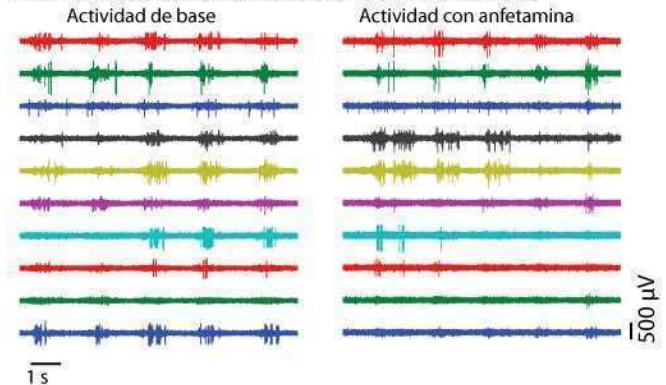 Actividad de base
Actividad con anfetamina
500 µV
1 s